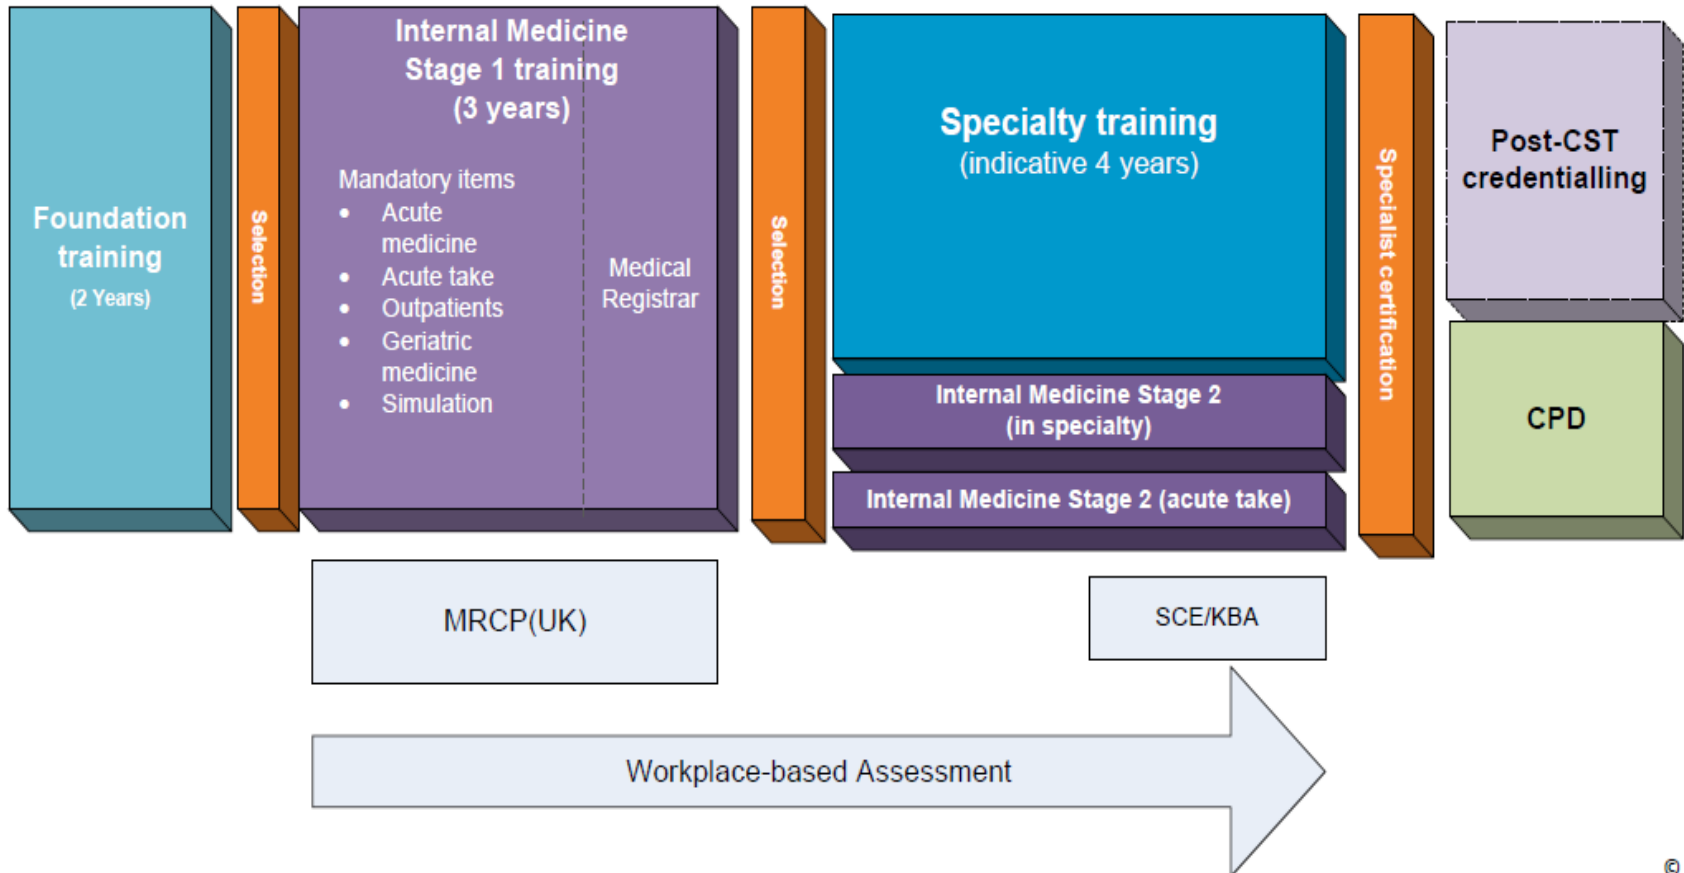 Foundation
training
(2 Years)
Selection
Internal Medicine
Stage 1 training
(3 years)
Mandatory items
• Acute
medicine
• Acute take
• Outpatients
• Geriatric
medicine
• Simulation
Medical
Registrar
Selection
Specialty training
(indicative 4 years)
Internal Medicine Stage 2
(in specialty)
Internal Medicine Stage 2 (acute take)
Specialist certification
Post-CST
credentialling
CPD
MRCP(UK)
SCE/KBA
Workplace-based Assessment
©